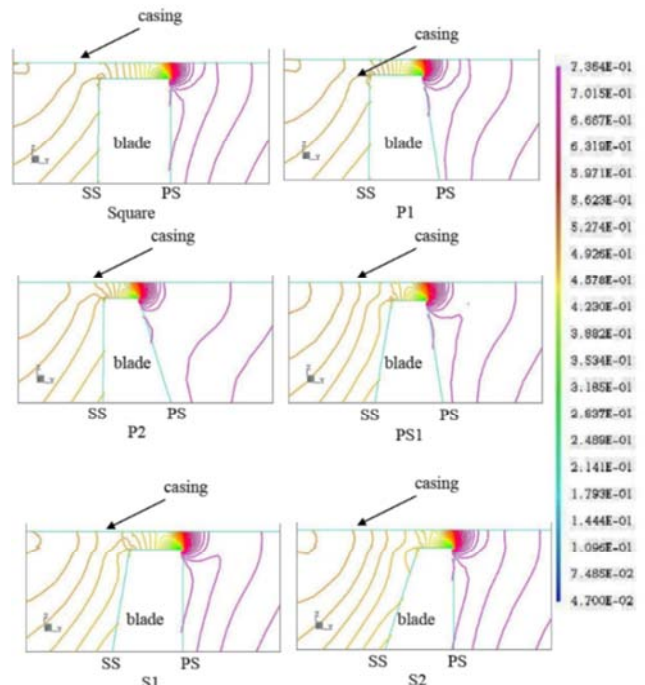 casing
casing
blade
blade
SS
PS
SS
PS
Square
P1
casing
casing
blade
blade
SS
PS
SS
PS
P2
PS1
casing
casing
blade
blade
SS
PS
SS
PS
S1
S2
7.364E-01
7.015E-01
6.667E-01
6.319E-01
5.971E-01
5.623E-01
5.274E-01
4.926E-01
4.578E-01
4.230E-01
3.882E-01
3.534E-01
3.185E-01
2.837E-01
2.489E-01
2.141E-01
1.793E-01
1.444E-01
1.096E-01
7.485E-02
4.700E-02